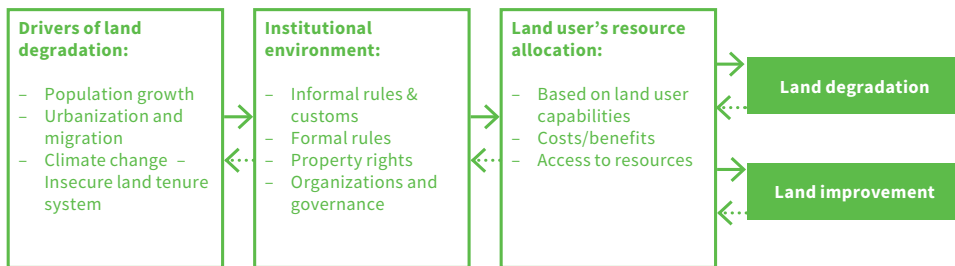 Drivers of land
degradation:
– Population growth
– Urbanization and
migration
– Climate change –
Insecure land tenure
system
Institutional
environment:
– Informal rules &
customs
– Formal rules
– Property rights
– Organizations and
governance
Land user's resource
allocation:
– Based on land user
capabilities
– Costs/benefits
– Access to resources
Land degradation
Land improvement